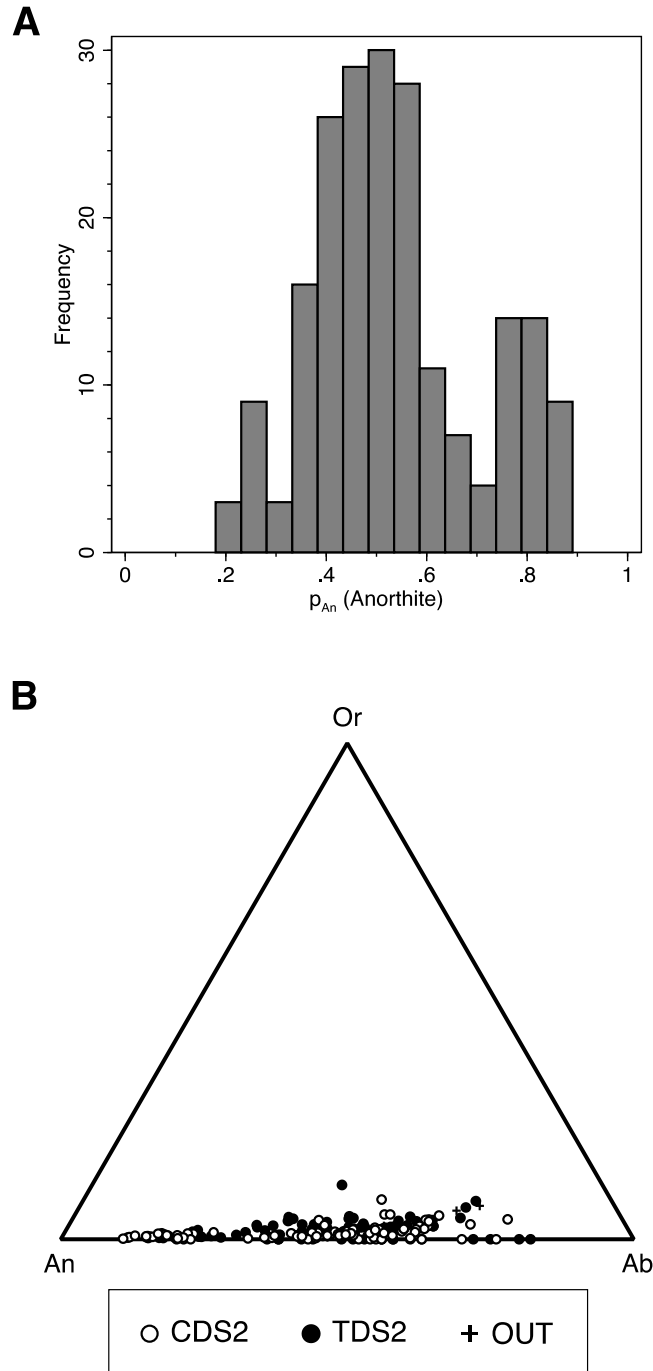 A
30
20
10
0
Frequency
0 .2 .4 .6 .8 1
pAn (Anorthite)
B
Or
An Ab
CDS2 TDS2 OUT